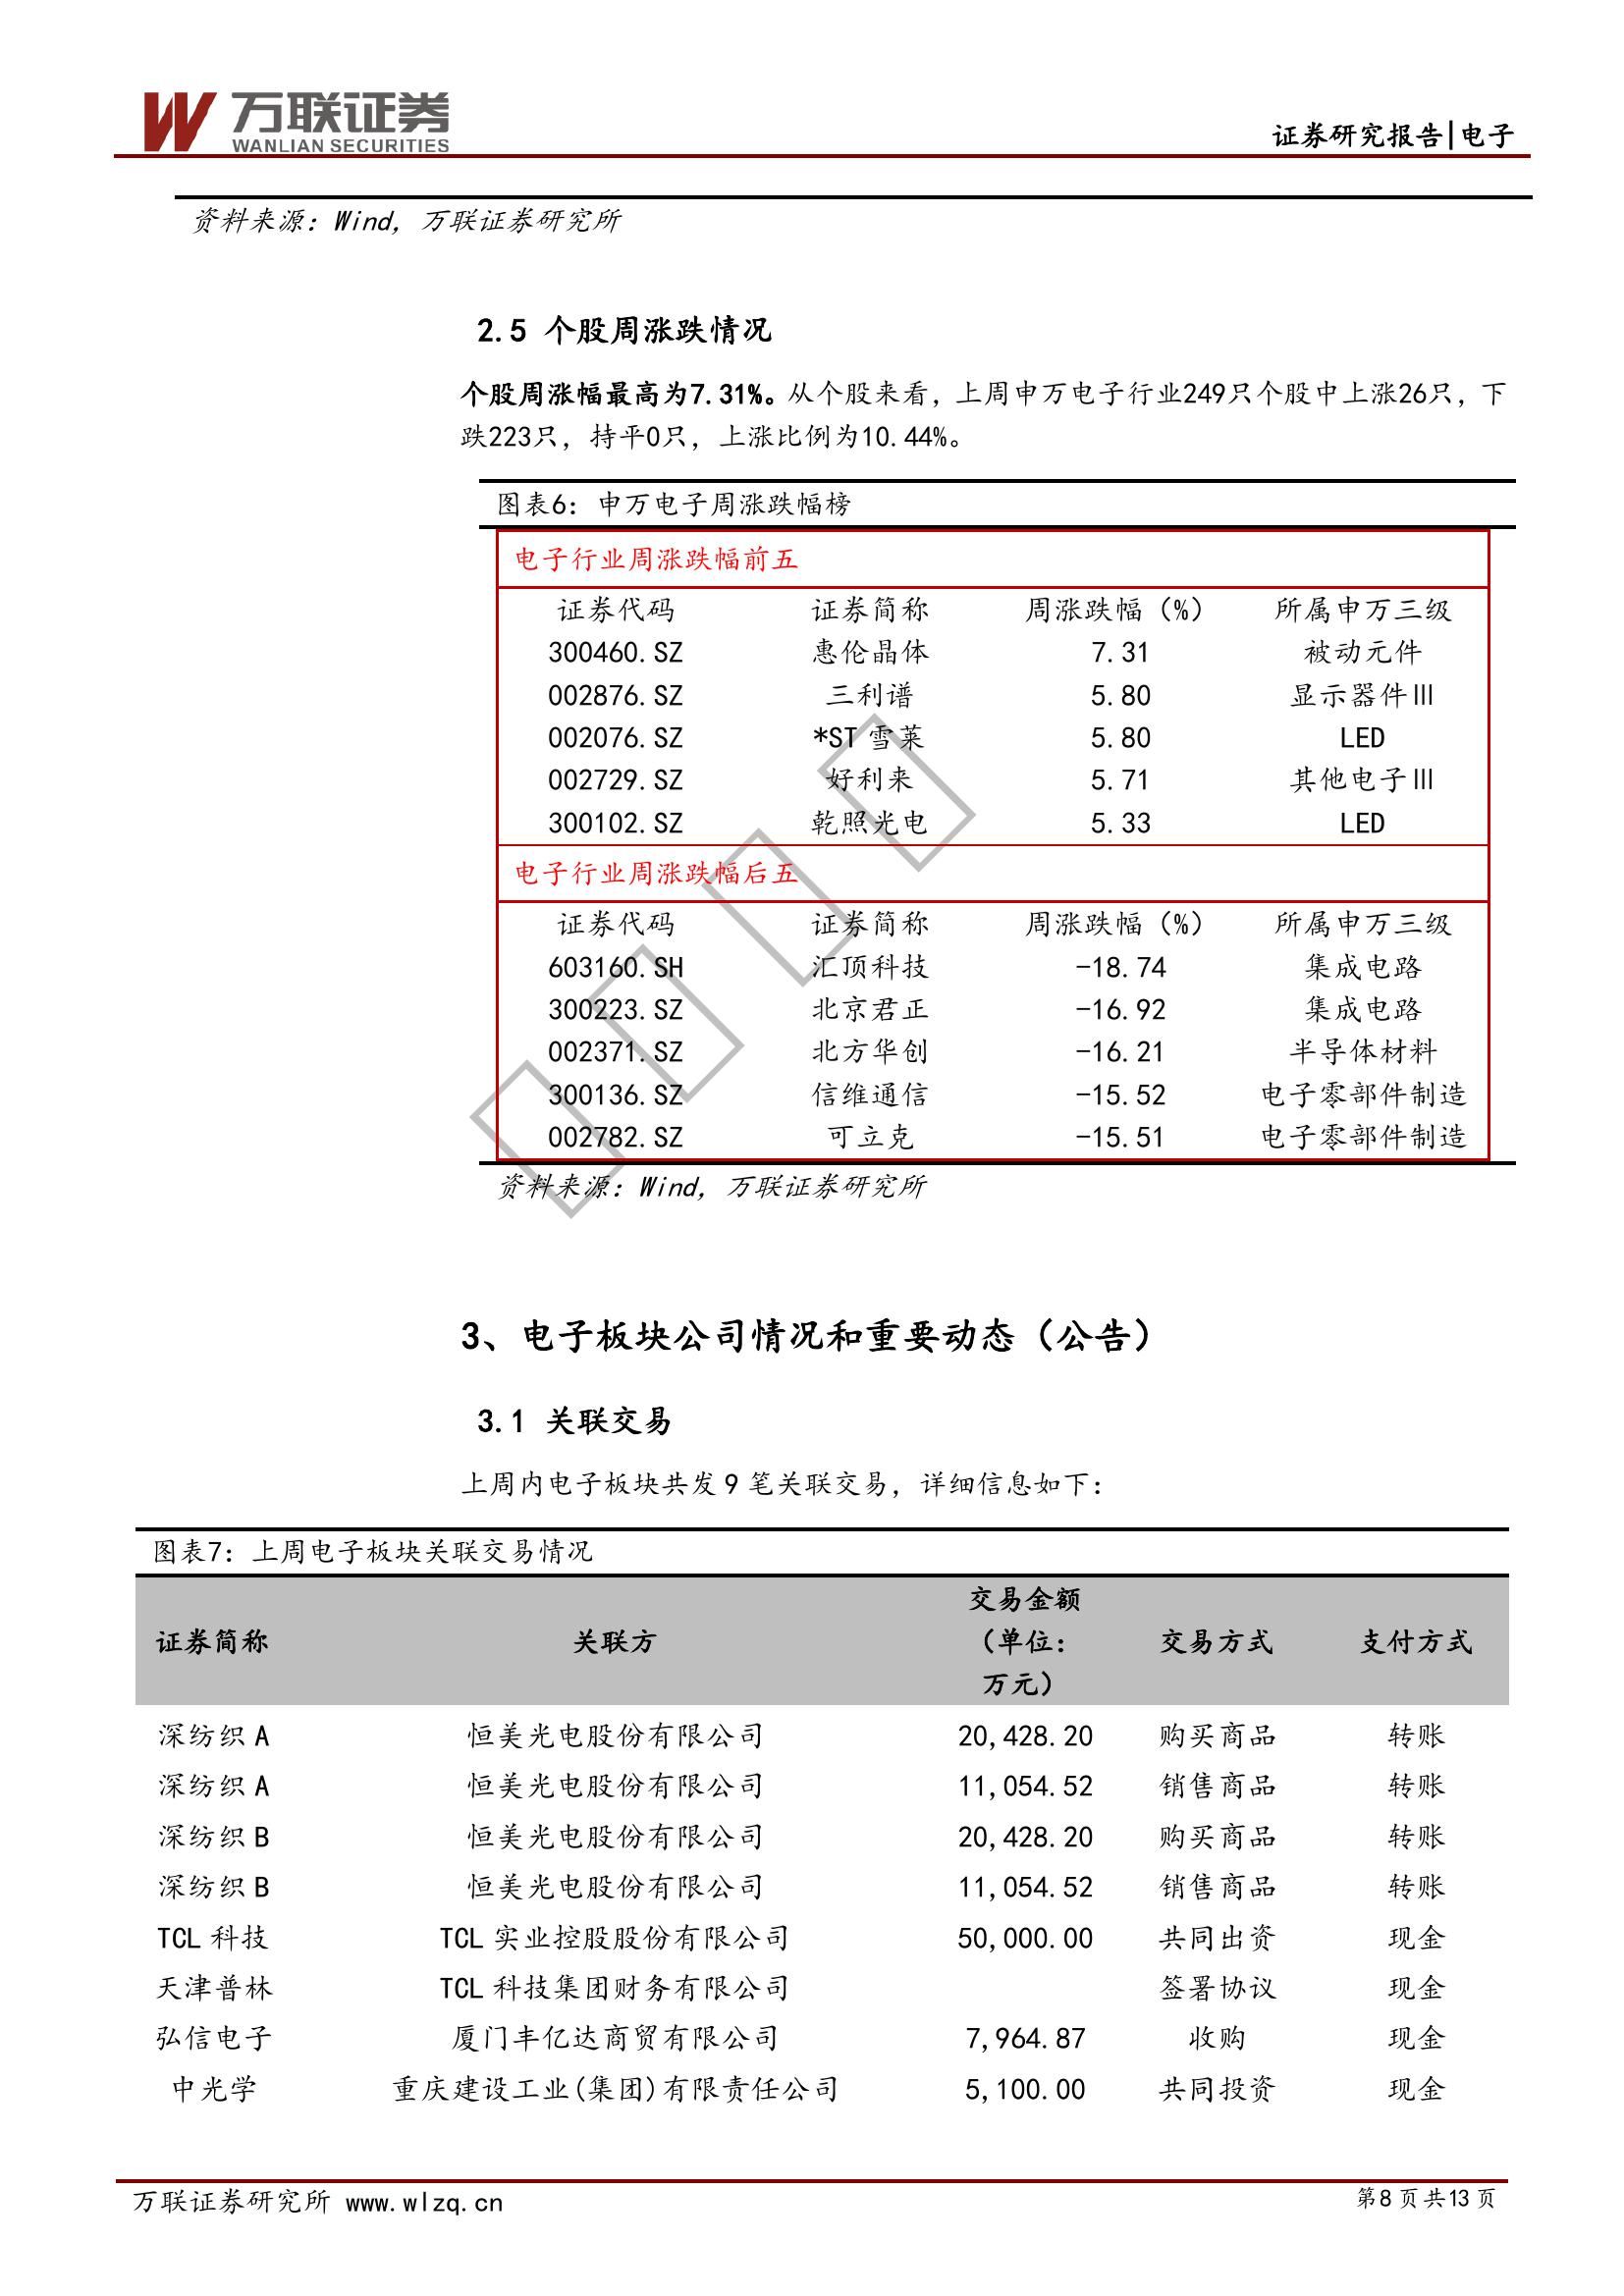 万联证券
WANLIAN SECURITIES
证券研究报告|电子
资料来源：Wind，万联证券研究所
2.5 个股周涨跌情况
个股周涨幅最高为7.31%。从个股来看，上周申万电子行业249只个股中上涨26只，下
跌223只，持平0只，上涨比例为10.44%。
图表6：申万电子周涨跌幅榜
电子行业周涨跌幅前五
证券代码 证券简称 周涨跌幅（%） 所属申万三级
300460.SZ 惠伦晶体 7.31 被动元件
002876.SZ 三利谱 5.80 显示器件Ⅲ
002076.SZ *ST 雪莱 5.80 LED
002729.SZ 好利来 5.71 其他电子Ⅲ
300102.SZ 乾照光电 5.33 LED
电子行业周涨跌幅后五
证券代码 证券简称 周涨跌幅（%） 所属申万三级
603160.SH 汇顶科技 -18.74 集成电路
300223.SZ 北京君正 -16.92 集成电路
002371.SZ 北方华创 -16.21 半导体材料
300136.SZ 信维通信 -15.52 电子零部件制造
002782.SZ 可立克 -15.51 电子零部件制造
资料来源：Wind，万联证券研究所
3、电子板块公司情况和重要动态（公告）
3.1 关联交易
上周内电子板块共发 9 笔关联交易，详细信息如下：
图表7：上周电子板块关联交易情况
证券简称 关联方 交易金额（单位：万元） 交易方式 支付方式
深纺织 A 恒美光电股份有限公司 20,428.20 购买商品 转账
深纺织 A 恒美光电股份有限公司 11,054.52 销售商品 转账
深纺织 B 恒美光电股份有限公司 20,428.20 购买商品 转账
深纺织 B 恒美光电股份有限公司 11,054.52 销售商品 转账
TCL 科技 TCL 实业控股股份有限公司 50,000.00 共同出资 现金
天津普林 TCL 科技集团财务有限公司 签署协议 现金
弘信电子 厦门丰亿达商贸有限公司 7,964.87 收购 现金
中光学 重庆建设工业(集团)有限责任公司 5,100.00 共同投资 现金
万联证券研究所 www.wlzq.cn
第8 页 共13 页